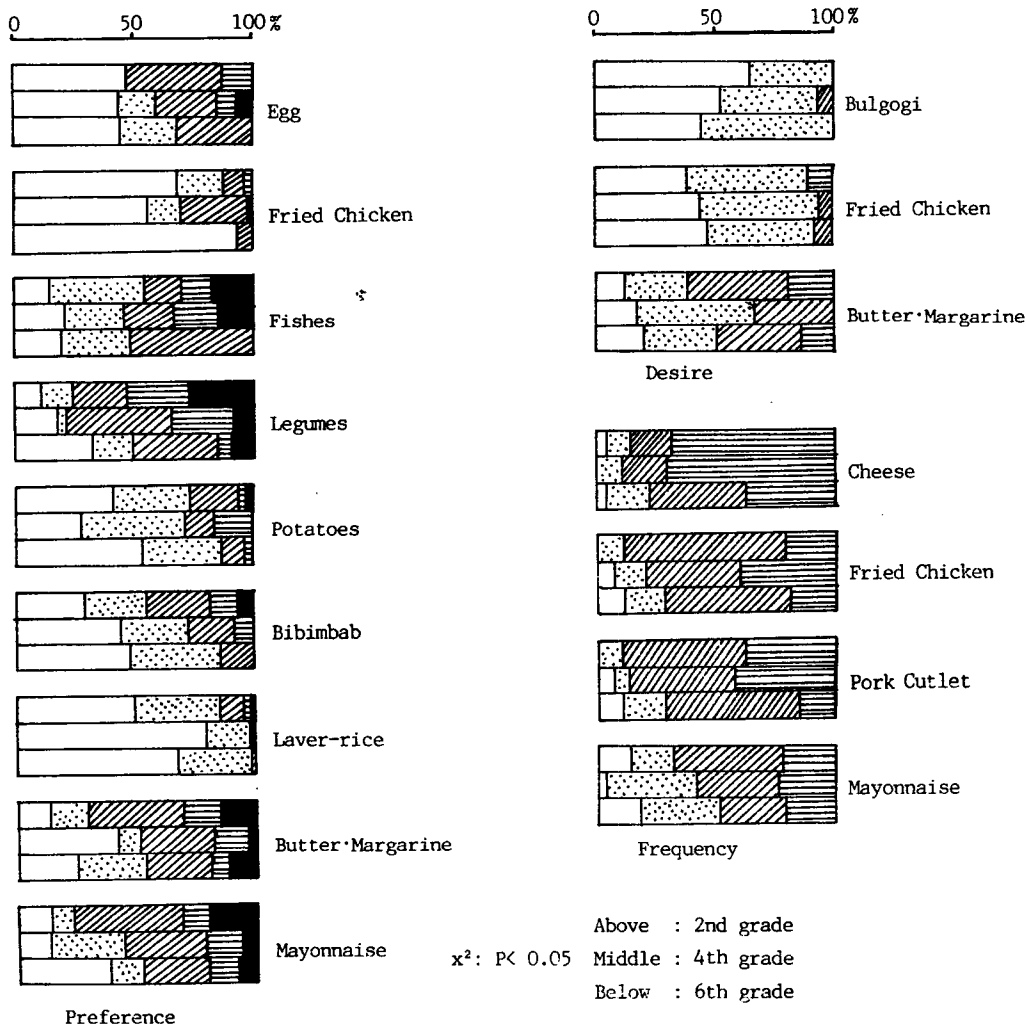 0 50 100%
Egg
Fried Chicken
Fishes
Legumes
Potatoes
Bibimbab
Laver-rice
Butter·Margarine
Mayonnaise
Preference
0 50 100%
Bulgogi
Fried Chicken
Butter·Margarine
Desire
Cheese
Fried Chicken
Pork Cutlet
Mayonnaise
Frequency
x²: P< 0.05
Above : 2nd grade
Middle : 4th grade
Below : 6th grade